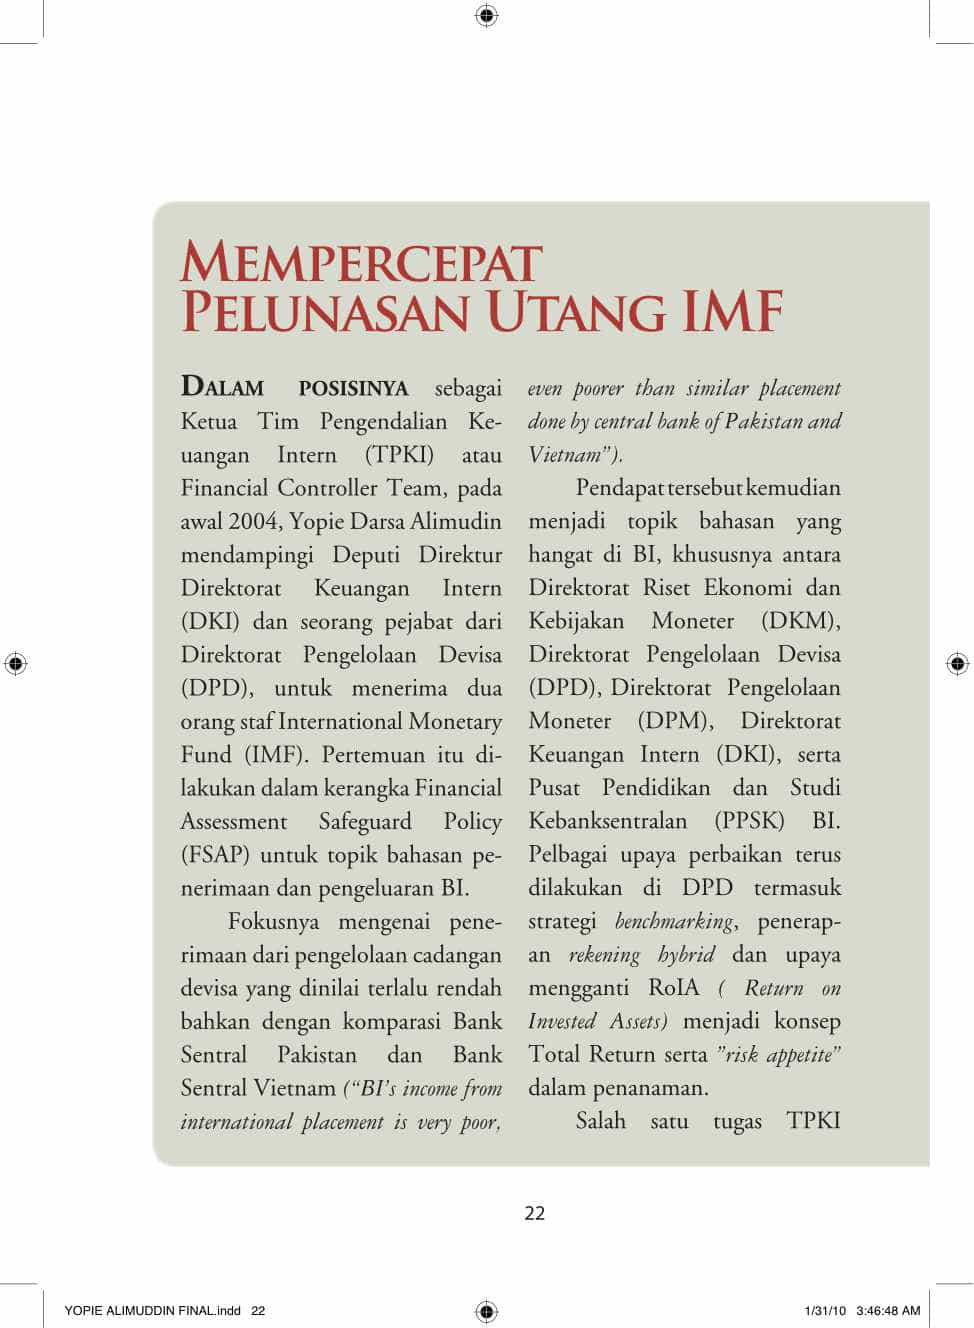 MEMPERCEPAT
PELUNASAN UTANG IMF
DALAM POSISINYA sebagai
Ketua Tim Pengendalian Ke-
uangan Intern (TPKI) atau
Financial Controller Team, pada
awal 2004, Yopie Darsa Alimudin
mendampingi Deputi Direktur
Direktorat Keuangan Intern
(DKI) dan seorang pejabat dari
Direktorat Pengelolaan Devisa
(DPD), untuk menerima dua
orang staf International Monetary
Fund (IMF). Pertemuan itu di-
lakukan dalam kerangka Financial
Assessment Safeguard Policy
(FSAP) untuk topik bahasan pe-
nerimaan dan pengeluaran BI.
Fokusnya mengenai pene-
rimaan dari pengelolaan cadangan
devisa yang dinilai terlalu rendah
bahkan dengan komparasi Bank
Sentral Pakistan dan Bank
Sentral Vietnam (“BI’s income from
international placement is very poor,
even poorer than similar placement
done by central bank of Pakistan and
Vietnam”).
Pendapat tersebut kemudian
menjadi topik bahasan yang
hangat di BI, khususnya antara
Direktorat Riset Ekonomi dan
Kebijakan Moneter (DKM),
Direktorat Pengelolaan Devisa
(DPD), Direktorat Pengelolaan
Moneter (DPM), Direktorat
Keuangan Intern (DKI), serta
Pusat Pendidikan dan Studi
Kebanksentralan (PPSK) BI.
Pelbagai upaya perbaikan terus
dilakukan di DPD termasuk
strategi benchmarking, penerap-
an rekening hybrid dan upaya
mengganti RoIA ( Return on
Invested Assets) menjadi konsep
Total Return serta ”risk appetite”
dalam penanaman.
Salah satu tugas TPKI
22
YOPIE ALIMUDDIN FINAL.indd 22
1/31/10 3:46:48 AM